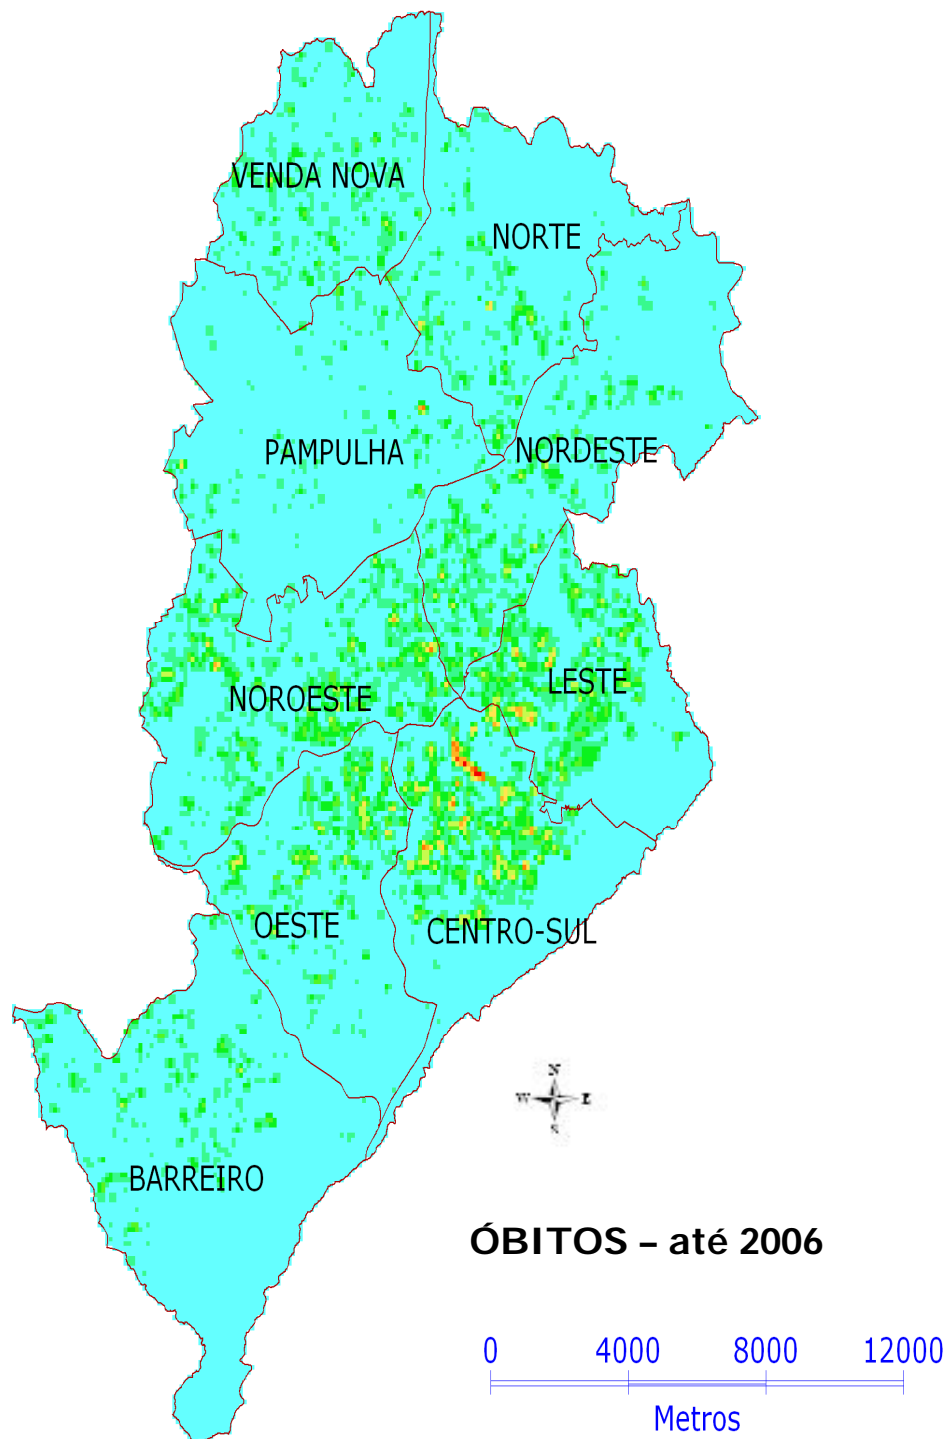 VENDA NOVA
NORTE
PAMPULHA
NORDESTE
NOROESTE
LESTE
OESTE
CENTRO-SUL
N
W E
S
BARREIRO
ÓBITOS – até 2006
0 4000 8000 12000
Metros